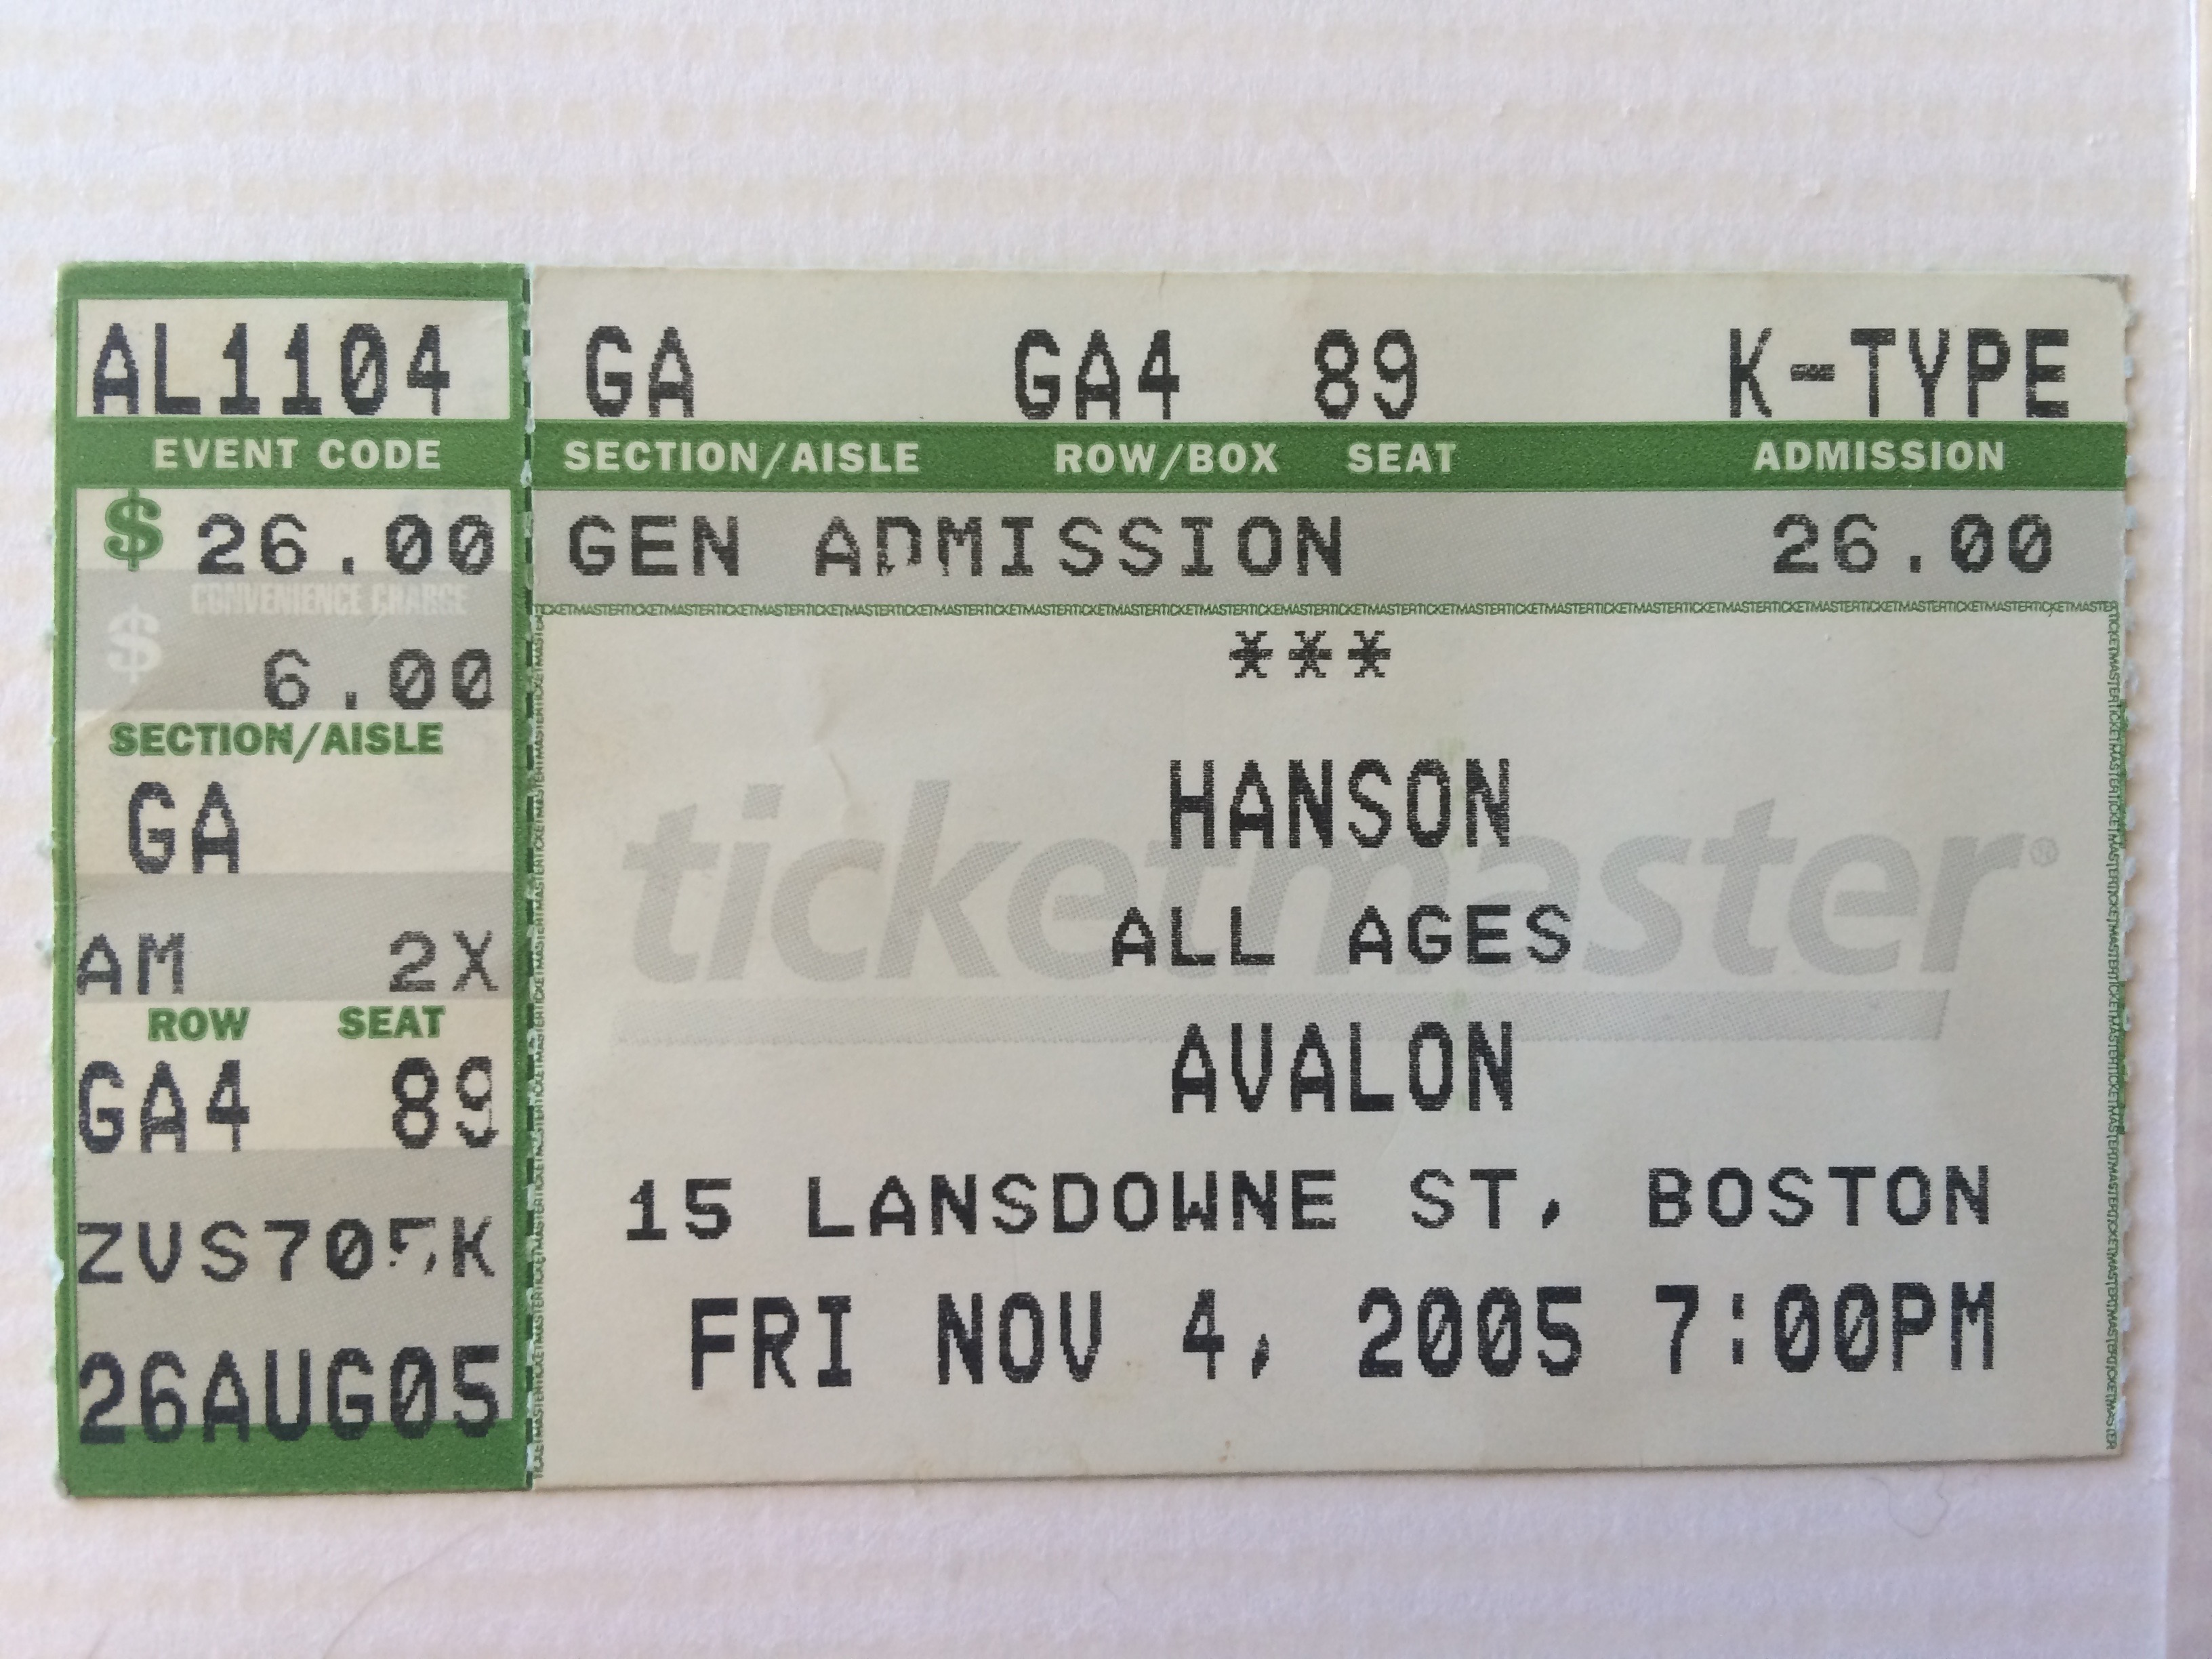 AL1104
EVENT CODE
$ 26.00
CONVENIENCE CHARGE
$ 6.00
SECTION/AISLE
GA
AM 2X
ROW SEAT
GA4 89
26AUG05
GA GA4 89 K-TYPE
SECTION/AISLE ROW/BOX SEAT ADMISSION
GEN ADMISSION 26.00
***
HANSON
ticketmaster®
ALL AGES
AVALON
15 LANSDOWNE ST, BOSTON
FRI NOV 4, 2005 7:00PM